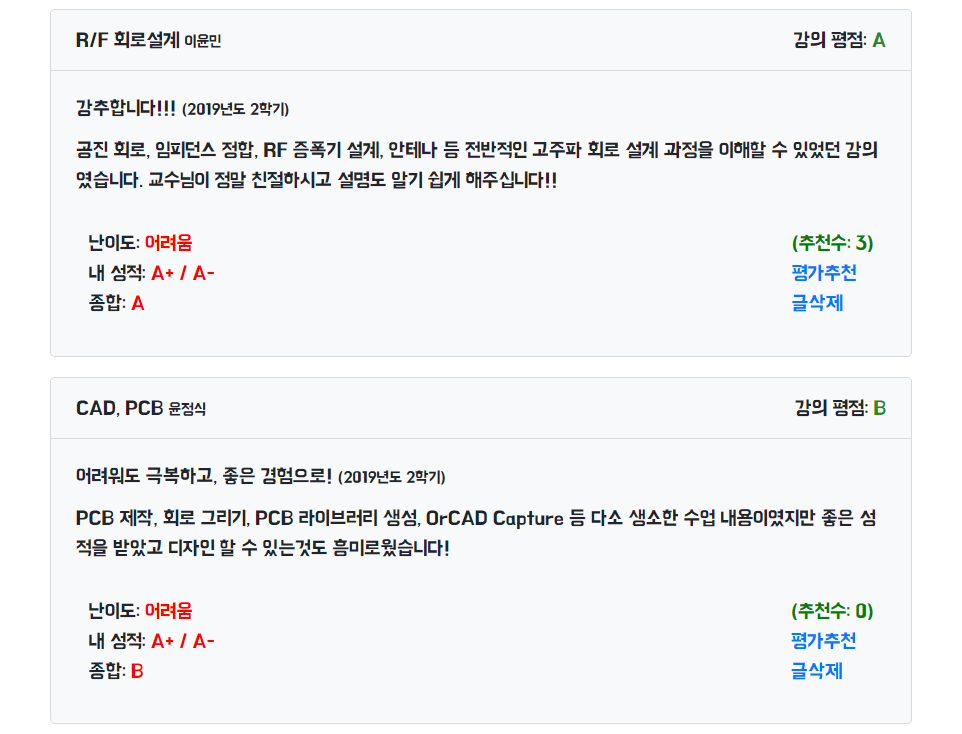 R/F 회로설계 이윤민
강의 평점: A
감추합니다!!! (2019년도 2학기)
공진 회로, 임피던스 정합, RF 증폭기 설계, 안테나 등 전반적인 고주파 회로 설계 과정을 이해할 수 있었던 강의
였습니다. 교수님이 정말 친절하시고 설명도 알기 쉽게 해주십니다!!
난이도: 어려움
(추천수: 3)
내 성적: A+ / A-
평가추천
종합: A
글삭제
CAD, PCB 윤정식
강의 평점: B
어려워도 극복하고, 좋은 경험으로! (2019년도 2학기)
PCB 제작, 회로 그리기, PCB 라이브러리 생성, OrCAD Capture 등 다소 생소한 수업 내용이였지만 좋은 성
적을 받았고 디자인 할 수 있는것도 흥미로웠습니다!
난이도: 어려움
(추천수: 0)
내 성적: A+ / A-
평가추천
종합: B
글삭제